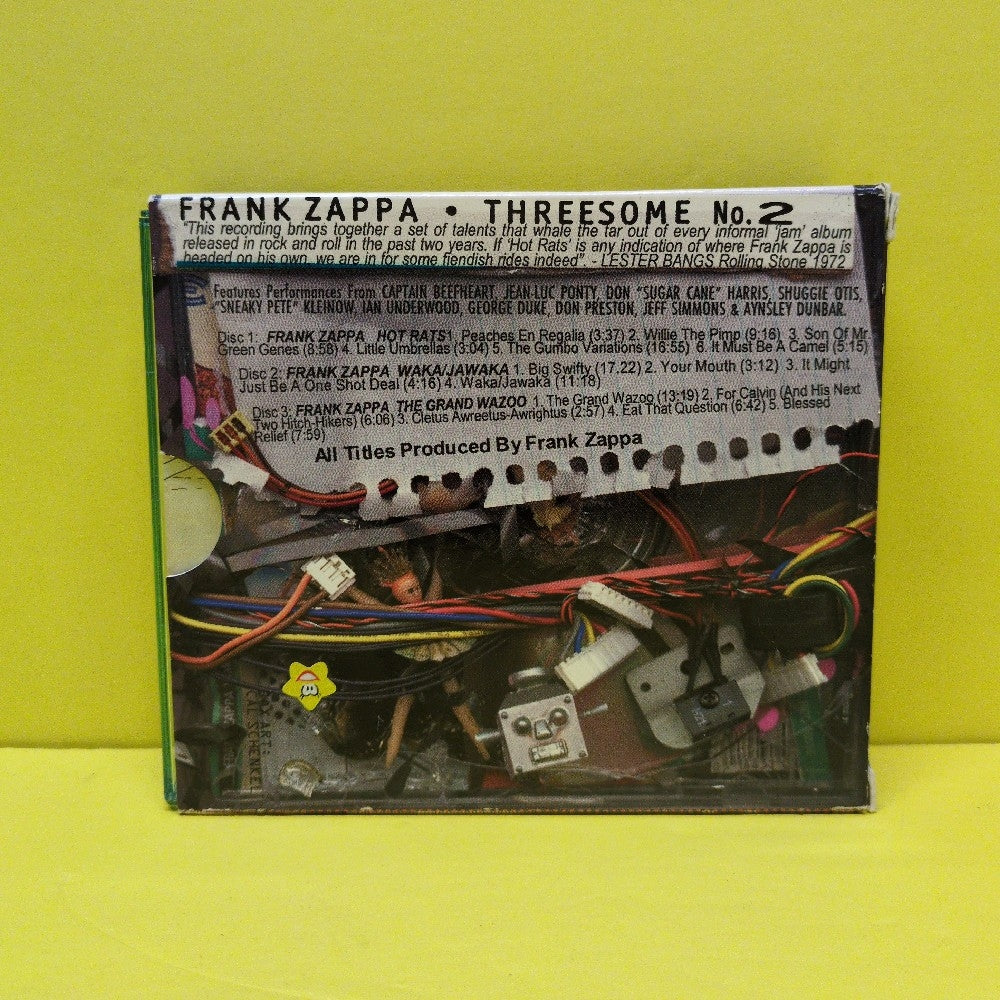 FRANK ZAPPA • THREESOME No.2
"This recording brings together a set of talents that whale the tar out of every informal 'jam' album
released in rock and roll in the past two years. If 'Hot Rats' is any indication of where Frank Zappa is
headed on his own, we are in for some fiendish rides indeed". - LESTER BANGS Rolling Stone 1972
Features Performances From CAPTAIN BEEFHEART, JEAN-LUC PONTY, DON "SUGAR CANE" HARRIS, SHUGGIE OTIS,
"SNEAKY PETE" KLEINOW, IAN UNDERWOOD, GEORGE DUKE, DON PRESTON, JEFF SIMMONS & AYNSLEY DUNBAR.
Disc 1: FRANK ZAPPA HOT RATS 1. Peaches En Regalia (3:37) 2. Willie The Pimp (9:16) 3. Son Of Mr.
Green Genes (8:58) 4. Little Umbrellas (3:04) 5. The Gumbo Variations (16:55) 6. It Must Be A Camel (5:15)
Disc 2: FRANK ZAPPA WAKA/JAWAKA 1. Big Swifty (17.22) 2. Your Mouth (3:12) 3. It Might
Just Be A One Shot Deal (4:16) 4. Waka/Jawaka (11:18)
Disc 3: FRANK ZAPPA THE GRAND WAZOO 1. The Grand Wazoo (13:19) 2. For Calvin (And His Next
Two Hitch-Hikers) (6:06) 3. Cletus Awreetus-Awrightus (2:57) 4. Eat That Question (6:42) 5. Blessed
Relief (7:59)
All Titles Produced By Frank Zappa
ART:
CAL SCHENKEL